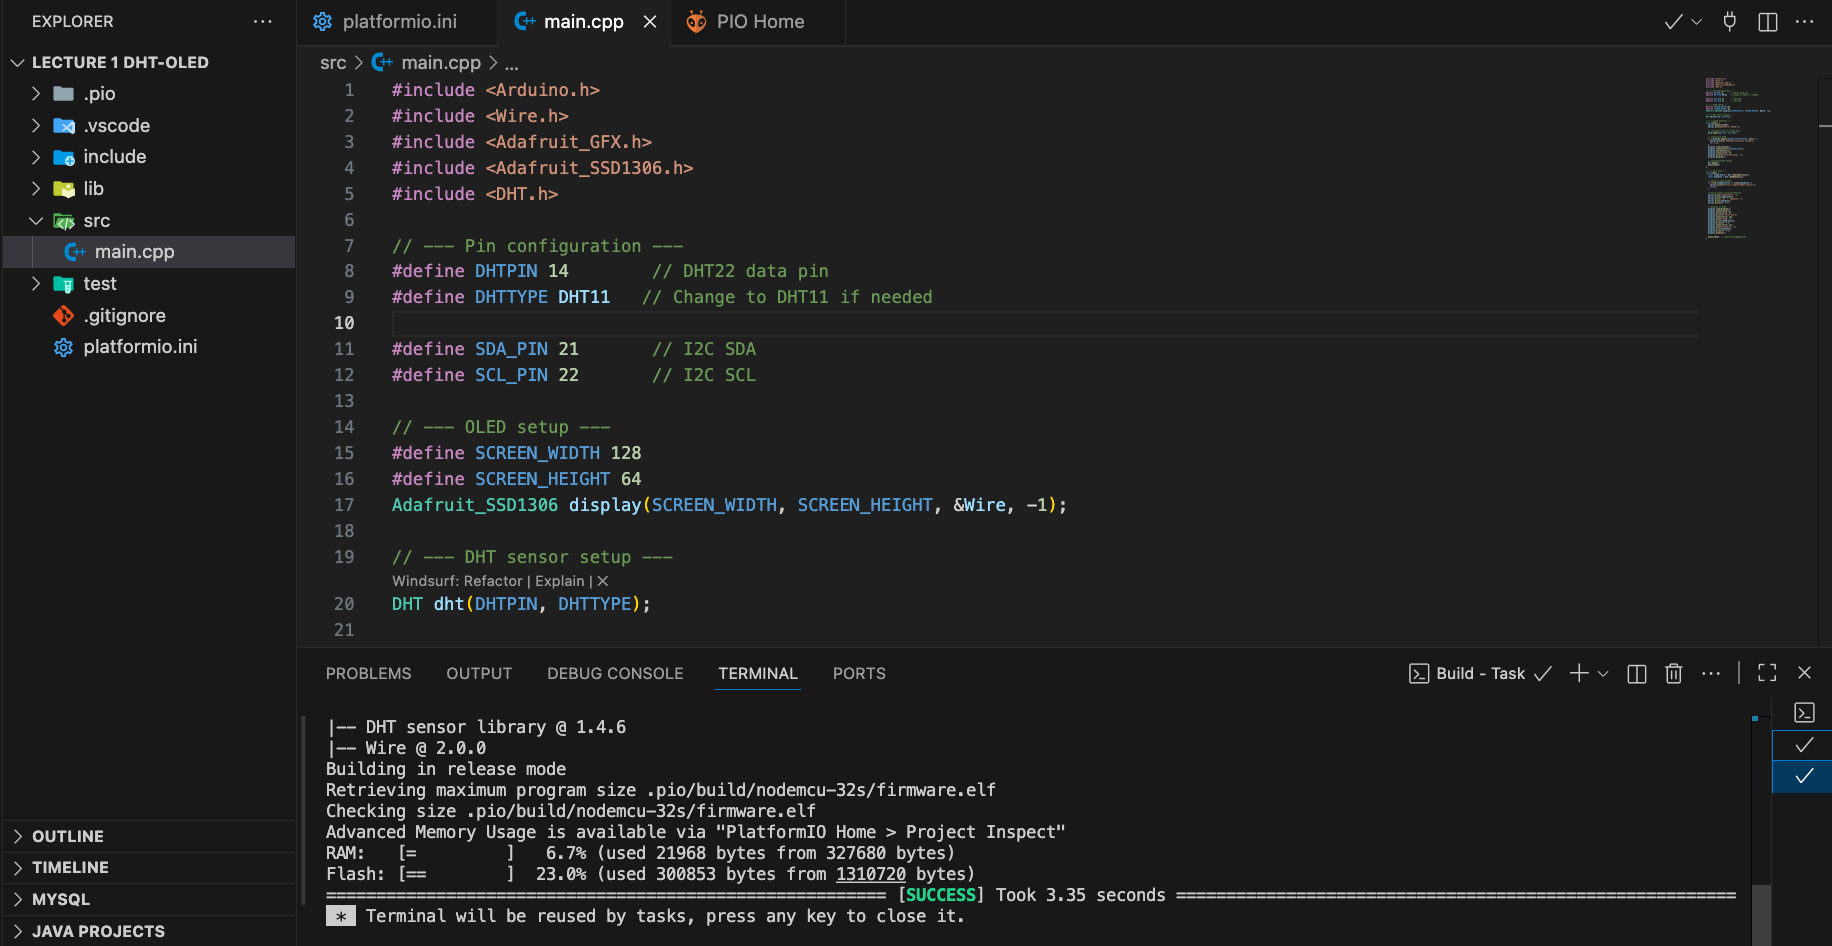 EXPLORER
platformio.ini
main.cpp
PIO Home
LECTURE 1 DHT-OLED
.pio
.vscode
include
lib
src
main.cpp
test
.gitignore
platformio.ini
OUTLINE
TIMELINE
MYSQL
JAVA PROJECTS
src > main.cpp > ...
1 #include <Arduino.h>
2 #include <Wire.h>
3 #include <Adafruit_GFX.h>
4 #include <Adafruit_SSD1306.h>
5 #include <DHT.h>
6
7 // --- Pin configuration ---
8 #define DHTPIN 14 // DHT22 data pin
9 #define DHTTYPE DHT11 // Change to DHT11 if needed
10
11 #define SDA_PIN 21 // I2C SDA
12 #define SCL_PIN 22 // I2C SCL
13
14 // --- OLED setup ---
15 #define SCREEN_WIDTH 128
16 #define SCREEN_HEIGHT 64
17 Adafruit_SSD1306 display(SCREEN_WIDTH, SCREEN_HEIGHT, &Wire, -1);
18
19 // --- DHT sensor setup ---
Windsurf: Refactor | Explain | ×
20 DHT dht(DHTPIN, DHTTYPE);
21
PROBLEMS OUTPUT DEBUG CONSOLE TERMINAL PORTS
Build - Task
|-- DHT sensor library @ 1.4.6
|-- Wire @ 2.0.0
Building in release mode
Retrieving maximum program size .pio/build/nodemcu-32s/firmware.elf
Checking size .pio/build/nodemcu-32s/firmware.elf
Advanced Memory Usage is available via "PlatformIO Home > Project Inspect"
RAM: [= ] 6.7% (used 21968 bytes from 327680 bytes)
Flash: [== ] 23.0% (used 300853 bytes from 1310720 bytes)
======================================================== [SUCCESS] Took 3.35 seconds ========================================================
* Terminal will be reused by tasks, press any key to close it.